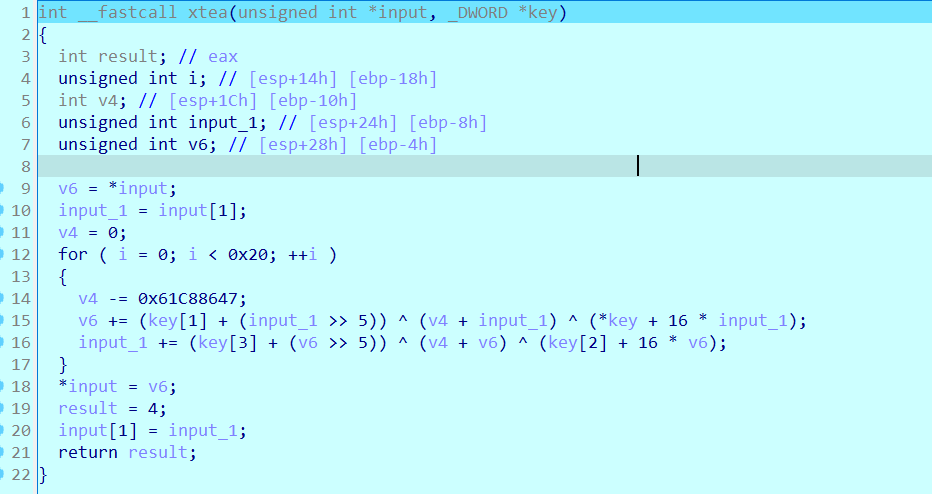 1 int __fastcall xtea(unsigned int *input, _DWORD *key)
2 {
3 int result; // eax
4 unsigned int i; // [esp+14h] [ebp-18h]
5 int v4; // [esp+1Ch] [ebp-10h]
6 unsigned int input_1; // [esp+24h] [ebp-8h]
7 unsigned int v6; // [esp+28h] [ebp-4h]
8
9 v6 = *input;
10 input_1 = input[1];
11 v4 = 0;
12 for ( i = 0; i < 0x20; ++i )
13 {
14 v4 -= 0x61C88647;
15 v6 += (key[1] + (input_1 >> 5)) ^ (v4 + input_1) ^ (*key + 16 * input_1);
16 input_1 += (key[3] + (v6 >> 5)) ^ (v4 + v6) ^ (key[2] + 16 * v6);
17 }
18 *input = v6;
19 result = 4;
20 input[1] = input_1;
21 return result;
22 }